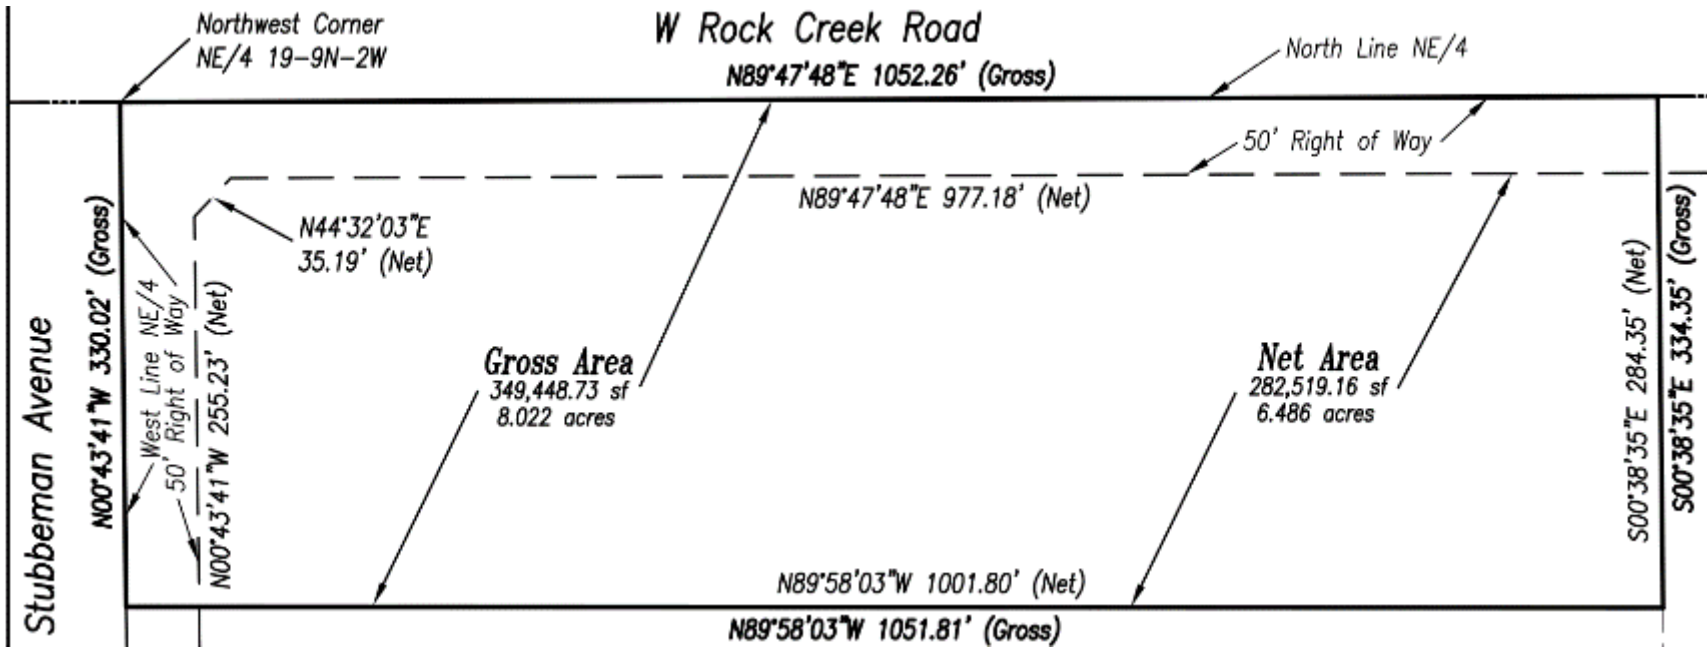 Northwest Corner
NE/4 19-9N-2W
W Rock Creek Road
N89°47'48"E 1052.26' (Gross)
North Line NE/4
50' Right of Way
N89°47'48"E 977.18' (Net)
N44°32'03"E
35.19' (Net)
Stubbeman Avenue
N00°43'41"W 330.02' (Gross)
West Line NE/4
50' Right of Way
N00°43'41"W 255.23' (Net)
Gross Area
349,448.73 sf
8.022 acres
Net Area
282,519.16 sf
6.486 acres
S00°38'35"E 284.35' (Net)
S00°38'35"E 334.35' (Gross)
N89°58'03"W 1001.80' (Net)
N89°58'03"W 1051.81' (Gross)